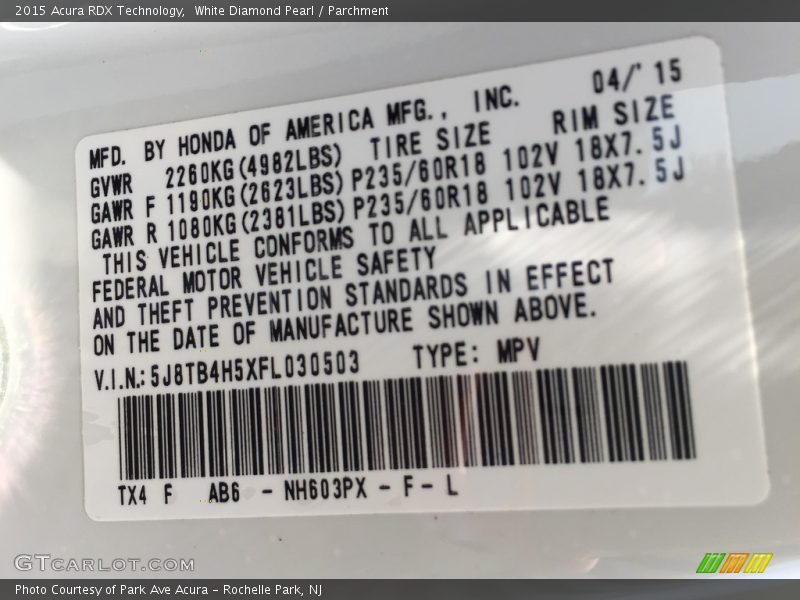 2015 Acura RDX Technology,  White Diamond Pearl / Parchment
04/'15
MFD. BY HONDA OF AMERICA MFG., INC.
GVWR 2260KG(4982LBS) TIRE SIZE RIM SIZE
GAWR F 1190KG(2623LBS) P235/60R18 102V 18X7.5J
GAWR R 1080KG(2381LBS) P235/60R18 102V 18X7.5J
THIS VEHICLE CONFORMS TO ALL APPLICABLE
FEDERAL MOTOR VEHICLE SAFETY
AND THEFT PREVENTION STANDARDS IN EFFECT
ON THE DATE OF MANUFACTURE SHOWN ABOVE.
V.I.N.: 5J8TB4H5XFL030503 TYPE: MPV
TX4 F AB6 - NH603PX - F - L
GTCARLOT.COM
Photo Courtesy of Park Ave Acura – Rochelle Park, NJ